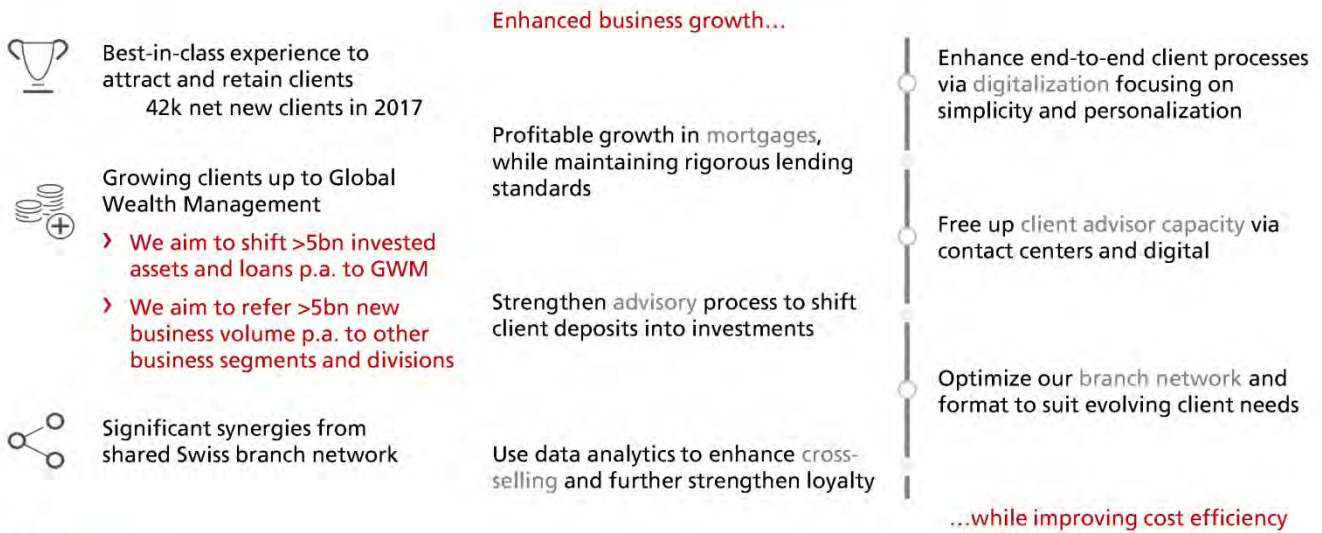 Best-in-class experience to
attract and retain clients
42k net new clients in 2017
Growing clients up to Global
Wealth Management
› We aim to shift >5bn invested
assets and loans p.a. to GWM
› We aim to refer >5bn new
business volume p.a. to other
business segments and divisions
Significant synergies from
shared Swiss branch network
Enhanced business growth…
Profitable growth in mortgages,
while maintaining rigorous lending
standards
Strengthen advisory process to shift
client deposits into investments
Use data analytics to enhance cross-
selling and further strengthen loyalty
Enhance end-to-end client processes
via digitalization focusing on
simplicity and personalization
Free up client advisor capacity via
contact centers and digital
Optimize our branch network and
format to suit evolving client needs
…while improving cost efficiency